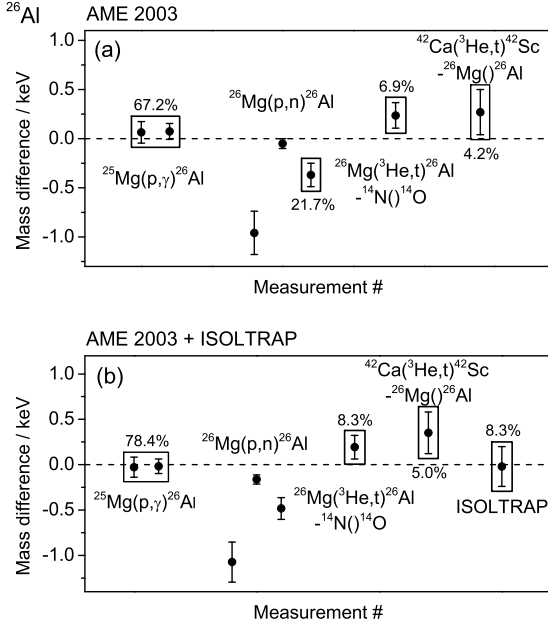 ²⁶Al AME 2003
(a)
1.0
0.5
0.0
-0.5
-1.0
Mass difference / keV
67.2%
²⁵Mg(p,γ)²⁶Al
²⁶Mg(p,n)²⁶Al
21.7%
²⁶Mg(³He,t)²⁶Al
-¹⁴N()¹⁴O
6.9%
⁴²Ca(³He,t)⁴²Sc
-²⁶Mg()²⁶Al
4.2%
Measurement #
AME 2003 + ISOLTRAP
(b)
1.0
0.5
0.0
-0.5
-1.0
Mass difference / keV
78.4%
²⁵Mg(p,γ)²⁶Al
²⁶Mg(p,n)²⁶Al
²⁶Mg(³He,t)²⁶Al
-¹⁴N()¹⁴O
8.3%
⁴²Ca(³He,t)⁴²Sc
-²⁶Mg()²⁶Al
5.0%
8.3%
ISOLTRAP
Measurement #